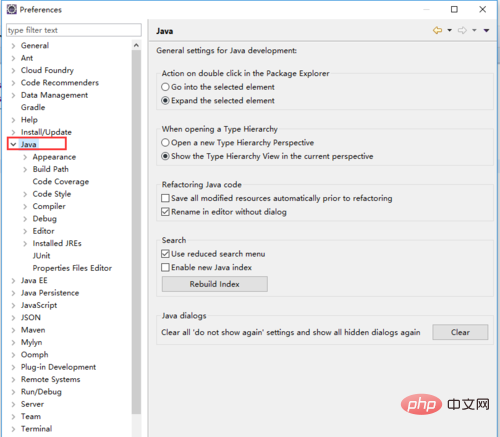 Preferences
type filter text
General
Ant
Cloud Foundry
Code Recommenders
Data Management
Gradle
Help
Install/Update
Java
Appearance
Build Path
Code Coverage
Code Style
Compiler
Debug
Editor
Installed JREs
JUnit
Properties Files Editor
Java EE
Java Persistence
JavaScript
JSON
Maven
Mylyn
Oomph
Plug-in Development
Remote Systems
Run/Debug
Server
Team
Terminal
Java
General settings for Java development:
Action on double click in the Package Explorer
Go into the selected element
Expand the selected element
When opening a Type Hierarchy
Open a new Type Hierarchy Perspective
Show the Type Hierarchy View in the current perspective
Refactoring Java code
Save all modified resources automatically prior to refactoring
Rename in editor without dialog
Search
Use reduced search menu
Enable new Java index
Rebuild Index
Java dialogs
Clear all 'do not show again' settings and show all hidden dialogs again Clear
php 中文网